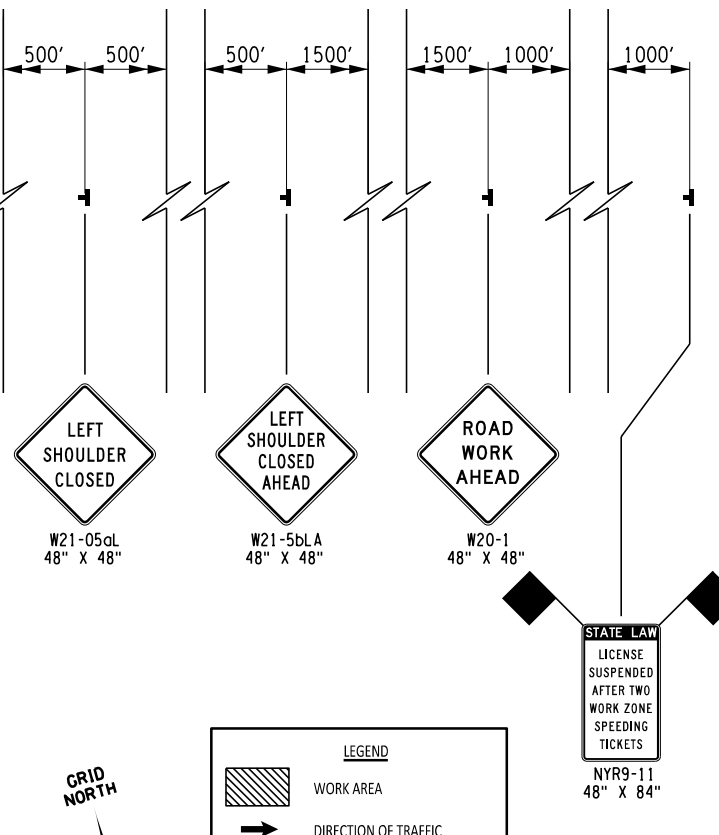 500' 500' 500' 1500' 1500' 1000' 1000'
LEFT
SHOULDER
CLOSED
W21-05aL
48" X 48"
LEFT
SHOULDER
CLOSED
AHEAD
W21-5bLA
48" X 48"
ROAD
WORK
AHEAD
W20-1
48" X 48"
STATE LAW
LICENSE
SUSPENDED
AFTER TWO
WORK ZONE
SPEEDING
TICKETS
NYR9-11
48" X 84"
GRID
NORTH
LEGEND
WORK AREA
DIRECTION OF TRAFFIC